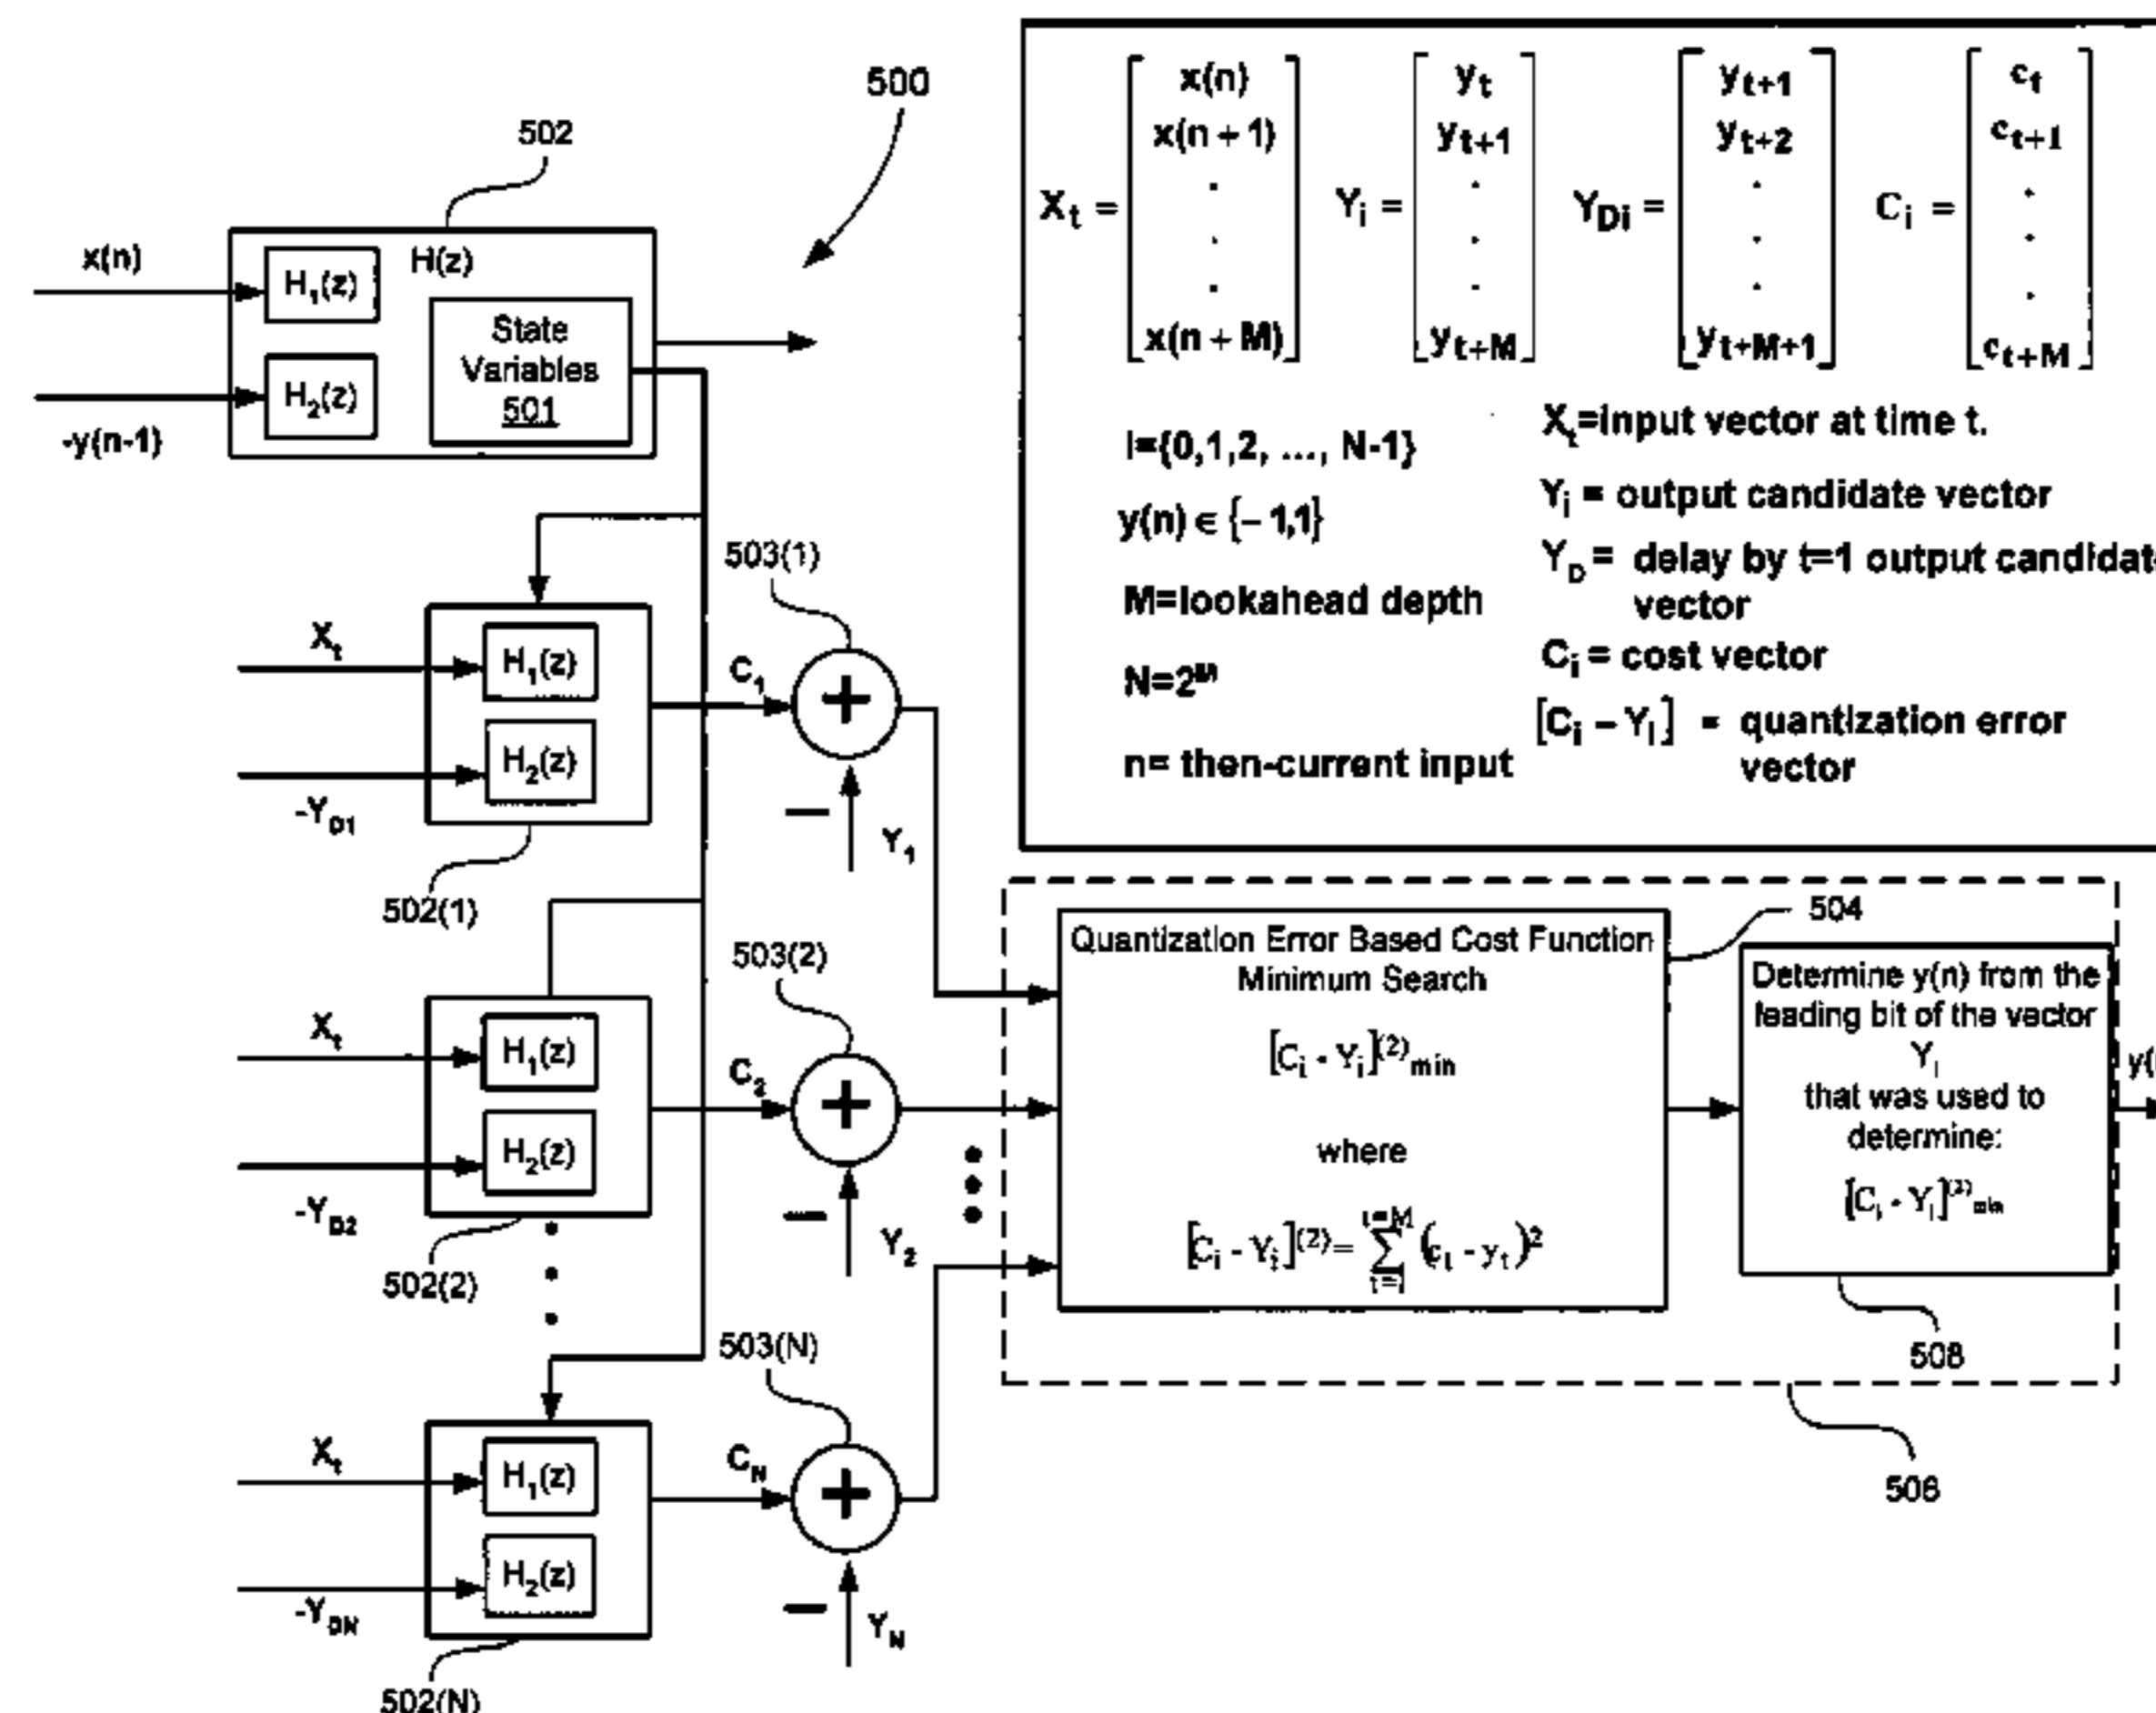 500
502
x(n)
H₁(z)
H(z)
State
Variables
501
H₂(z)
-y(n-1)
Xₜ =
x(n)
x(n + 1)
.
.
.
x(n + M)
Yᵢ =
yₜ
yₜ₊₁
.
.
.
yₜ₊M
Y_Di =
yₜ₊₁
yₜ₊₂
.
.
.
yₜ₊M₊₁
Cᵢ =
cₜ
cₜ₊₁
.
.
.
cₜ₊M
i={0,1,2, ..., N-1}
y(n) ∈ {– 1,1}
M=lookahead depth
N=2ᴹ
n= then-current input
Xₜ=input vector at time t.
Yᵢ = output candidate vector
Y_D = delay by t=1 output candidate
vector
Cᵢ = cost vector
[Cᵢ – Yᵢ] = quantization error
vector
503(1)
Xₜ
H₁(z)
C₁
+
H₂(z)
-Y_D1
–
Y₁
502(1)
503(2)
Xₜ
H₁(z)
C₂
+
H₂(z)
-Y_D2
–
Y₂
502(2)
503(N)
Xₜ
H₁(z)
C_N
+
H₂(z)
-Y_DN
–
Y_N
502(N)
504
Quantization Error Based Cost Function
Minimum Search
[Cᵢ - Yᵢ]⁽²⁾min
where
[Cᵢ - Yᵢ]⁽²⁾= Σ (cₜ - yₜ)²
t=M
Determine y(n) from the
leading bit of the vector
Yᵢ
that was used to
determine:
[Cᵢ - Yᵢ]⁽²⁾min
y(
508
506